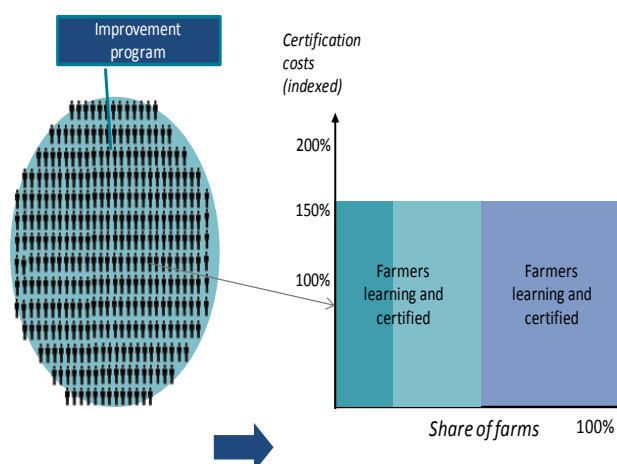 Improvement
program
Certification
costs
(indexed)
200%
150%
100%
Farmers
learning and
certified
Farmers
learning and
certified
Share of farms
100%